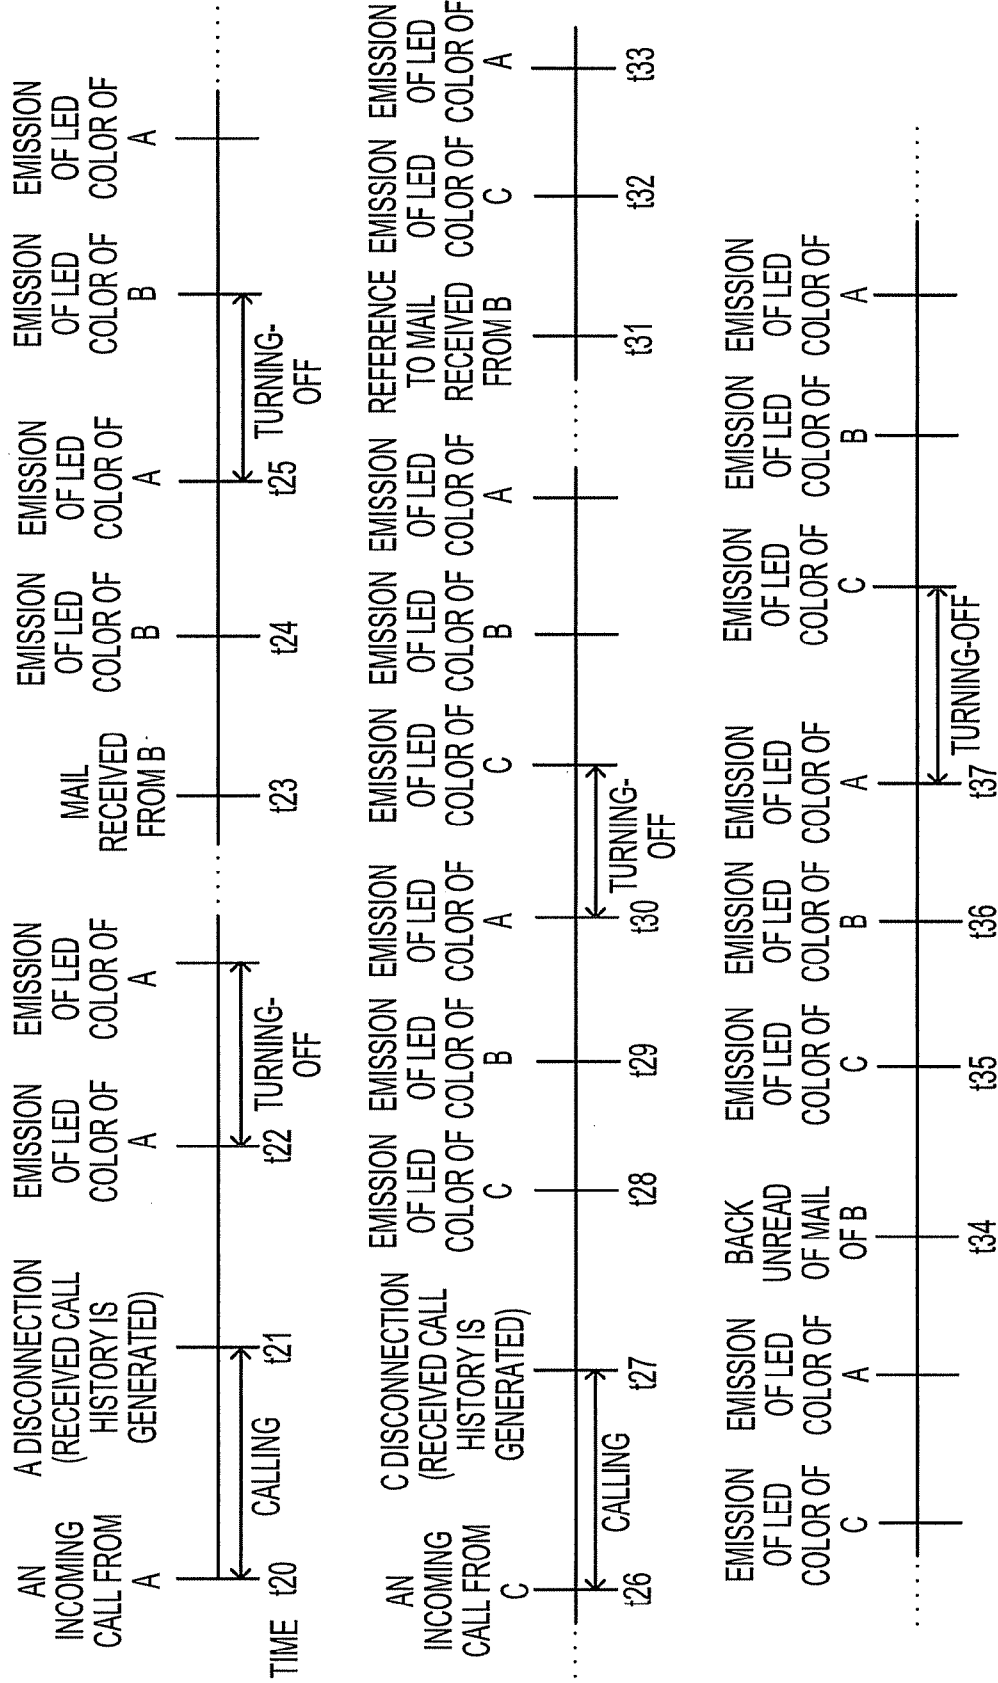 AN
INCOMING
CALL FROM
A
A DISCONNECTION
(RECEIVED CALL
HISTORY IS
GENERATED)
EMISSION
OF LED
COLOR OF
A
EMISSION
OF LED
COLOR OF
A
MAIL
RECEIVED
FROM B
EMISSION
OF LED
COLOR OF
B
EMISSION
OF LED
COLOR OF
A
EMISSION
OF LED
COLOR OF
B
EMISSION
OF LED
COLOR OF
A
CALLING
TURNING-
OFF
TURNING-
OFF
TIME
t20
t21
t22
t23
t24
t25
AN
INCOMING
CALL FROM
C
C DISCONNECTION
(RECEIVED CALL
HISTORY IS
GENERATED)
EMISSION
OF LED
COLOR OF
C
EMISSION
OF LED
COLOR OF
B
EMISSION
OF LED
COLOR OF
A
EMISSION
OF LED
COLOR OF
C
EMISSION
OF LED
COLOR OF
B
EMISSION
OF LED
COLOR OF
A
REFERENCE
TO MAIL
RECEIVED
FROM B
EMISSION
OF LED
COLOR OF
C
EMISSION
OF LED
COLOR OF
A
CALLING
TURNING-
OFF
t26
t27
t28
t29
t30
t31
t32
t33
EMISSION
OF LED
COLOR OF
C
EMISSION
OF LED
COLOR OF
A
BACK
UNREAD
OF MAIL
OF B
EMISSION
OF LED
COLOR OF
C
EMISSION
OF LED
COLOR OF
B
EMISSION
OF LED
COLOR OF
A
EMISSION
OF LED
COLOR OF
C
EMISSION
OF LED
COLOR OF
B
EMISSION
OF LED
COLOR OF
A
TURNING-OFF
t34
t35
t36
t37